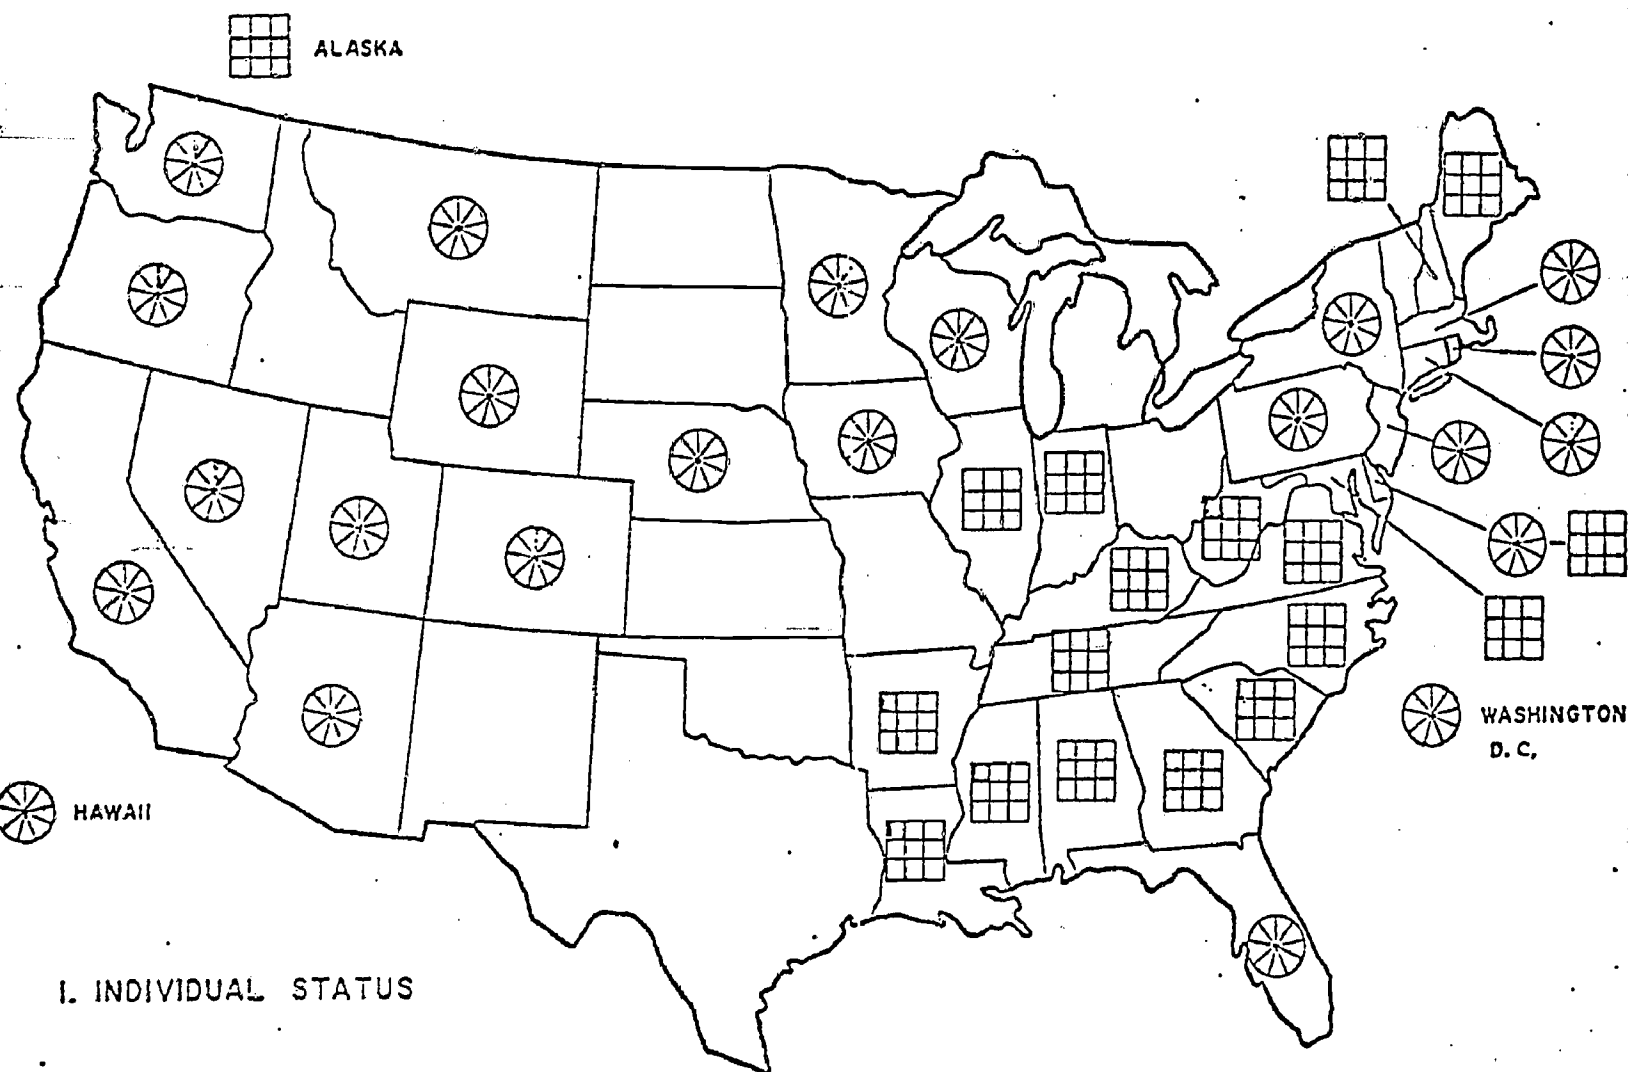 ALASKA
WASHINGTON
D.C.
HAWAII
I. INDIVIDUAL STATUS